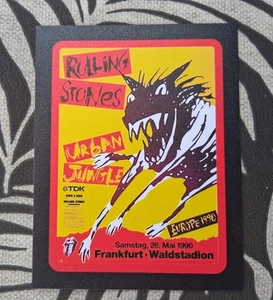 ROLLING
STONES
URBAN
JUNGLE
TDK
EUROPE 1990
Samstag, 26. Mai 1990
Frankfurt · Waldstadion